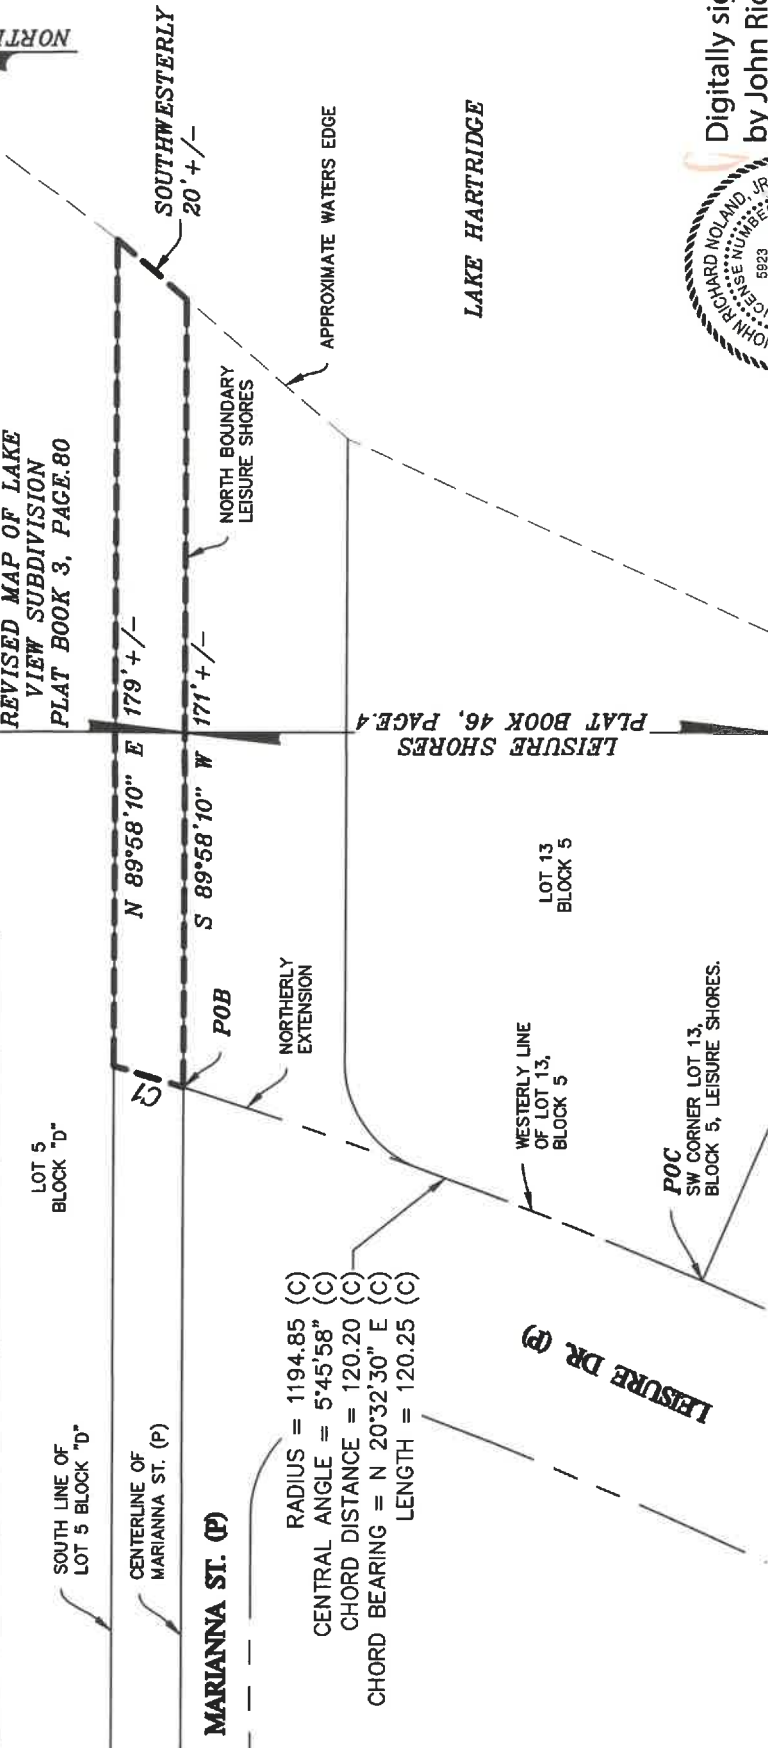 NORTH
REVISED MAP OF LAKE
VIEW SUBDIVISION
PLAT BOOK 3, PAGE.80
SOUTHWESTERLY
20'+/-
LOT 5
BLOCK "D"
N 89°58'10" E 179'+/-
C1
S 89°58'10" W 171'+/-
POB
NORTH BOUNDARY
LEISURE SHORES
APPROXIMATE WATERS EDGE
LAKE HARTRIDGE
SOUTH LINE OF
LOT 5 BLOCK "D"
CENTERLINE OF
MARIANNA ST. (P)
MARIANNA ST. (P)
NORTHERLY
EXTENSION
RADIUS = 1194.85 (C)
CENTRAL ANGLE = 5°45'58" (C)
CHORD DISTANCE = 120.20 (C)
CHORD BEARING = N 20°32'30" E (C)
LENGTH = 120.25 (C)
LEISURE SHORES
PLAT BOOK 46, PAGE.4
WESTERLY LINE
OF LOT 13,
BLOCK 5
LOT 13
BLOCK 5
LEISURE DR. (P)
POC
SW CORNER LOT 13,
BLOCK 5, LEISURE SHORES.
JOHN RICHARD NOLAND, JR
5923
Digitally
by John